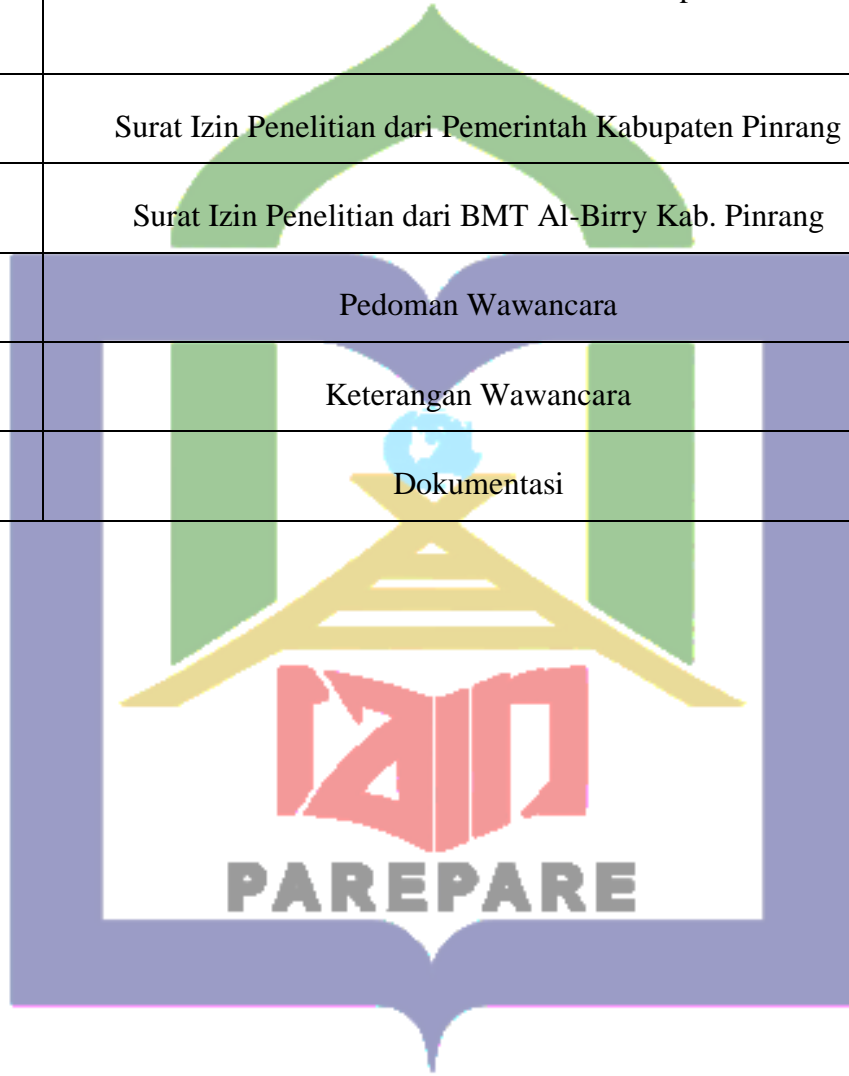 Surat Izin Penelitian dari Pemerintah Kabupaten Pinrang
Surat Izin Penelitian dari BMT Al-Birry Kab. Pinrang
Pedoman Wawancara
Keterangan Wawancara
Dokumentasi
iain
PAREPARE